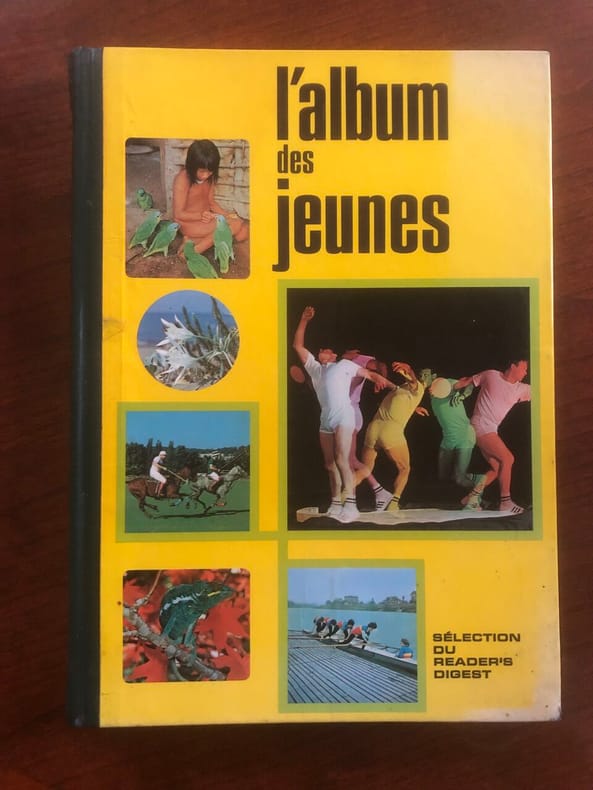 l'album
des
jeunes
SÉLECTION
DU
READER'S
DIGEST